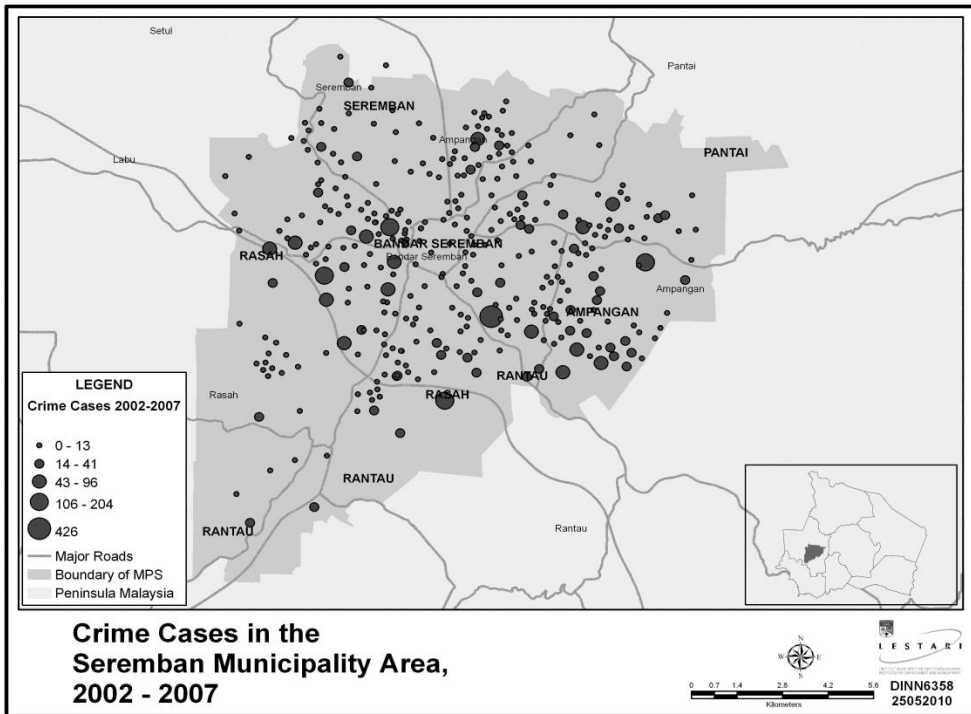 Setul
Pantai
Seremban
SEREMBAN
Ampangan
PANTAI
Labu
BANDAR SEREMBAN
Bandar Seremban
RASAH
Ampangan
AMPANGAN
RANTAU
Rasah
RASAH
RANTAU
RANTAU
Rantau
LEGEND
Crime Cases 2002-2007
0 - 13
14 - 41
43 - 96
106 - 204
426
Major Roads
Boundary of MPS
Peninsula Malaysia
Crime Cases in the
Seremban Municipality Area,
2002 - 2007
N
W E
S
0 0.7 1.4 2.8 4.2 5.6
Kilometers
LESTARI
DINN6358
25052010